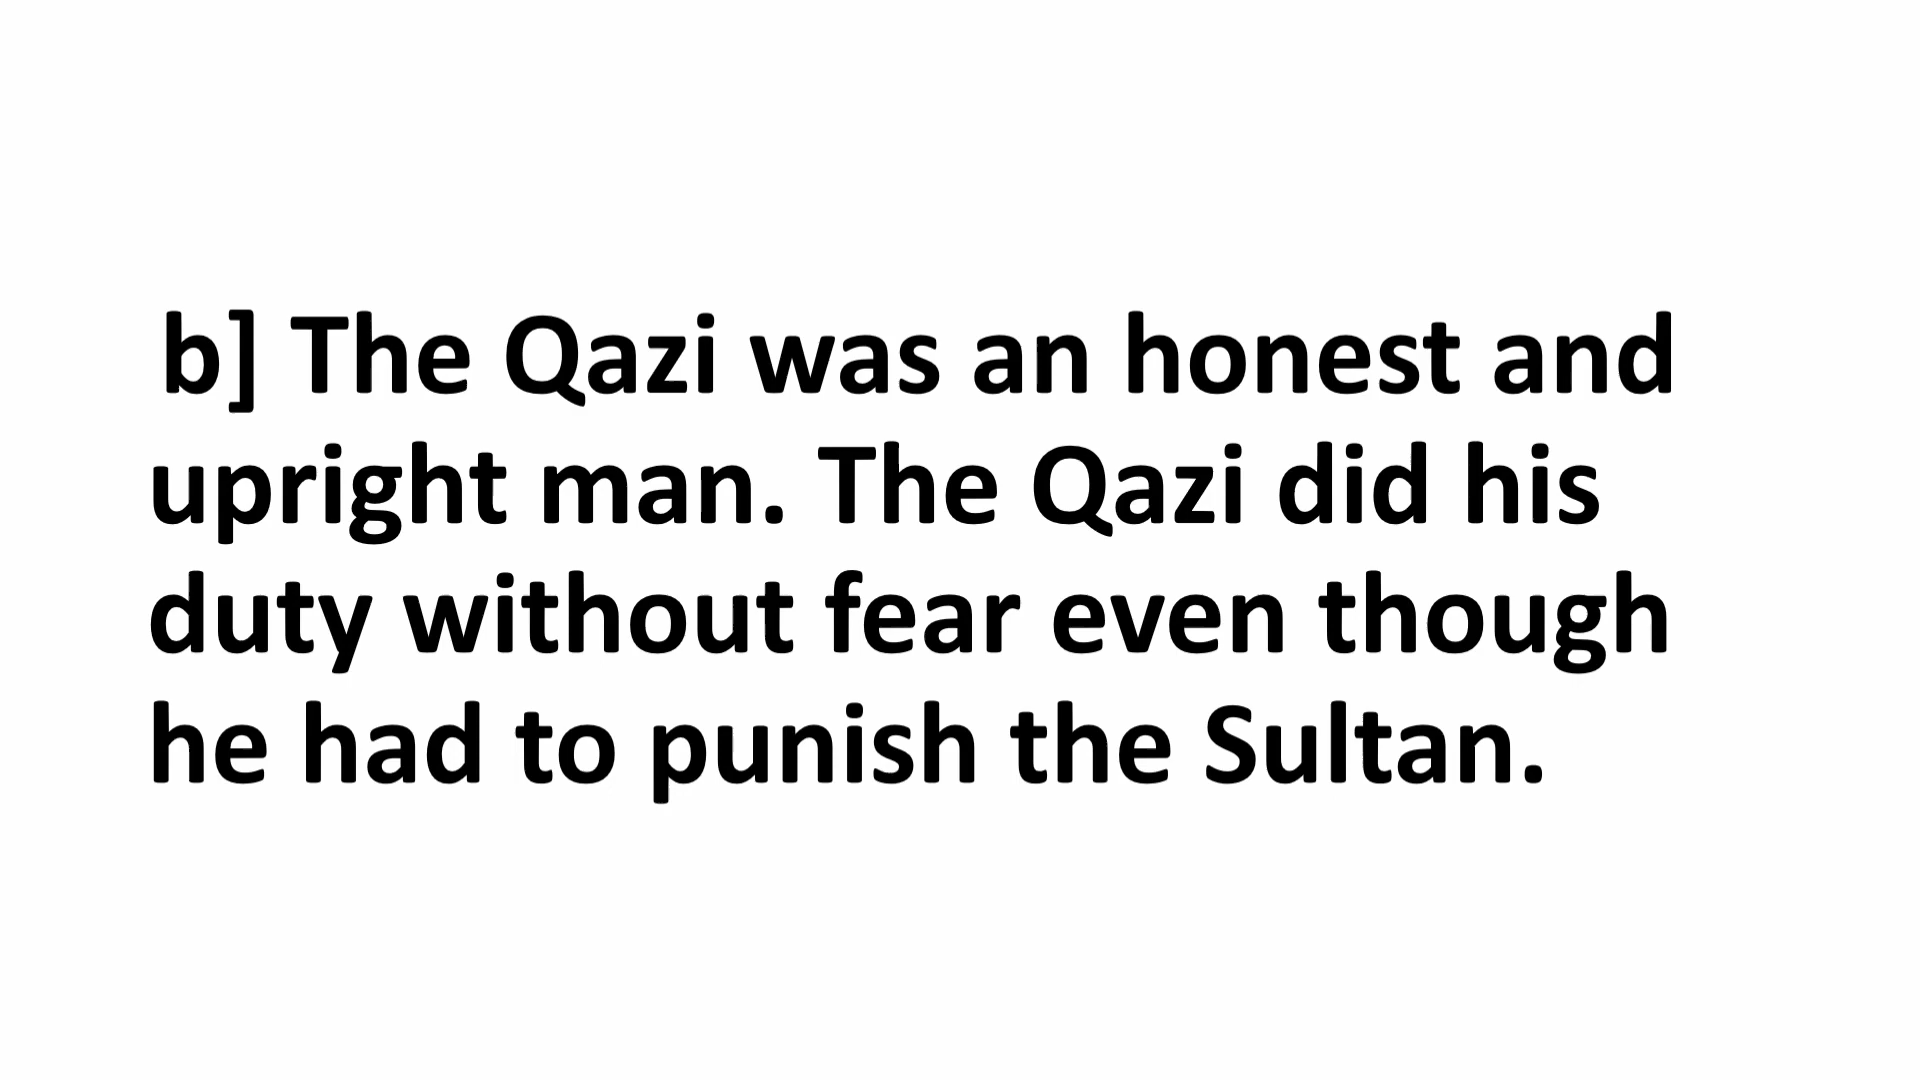 b] The Qazi was an honest and
upright man. The Qazi did his
duty without fear even though
he had to punish the Sultan.